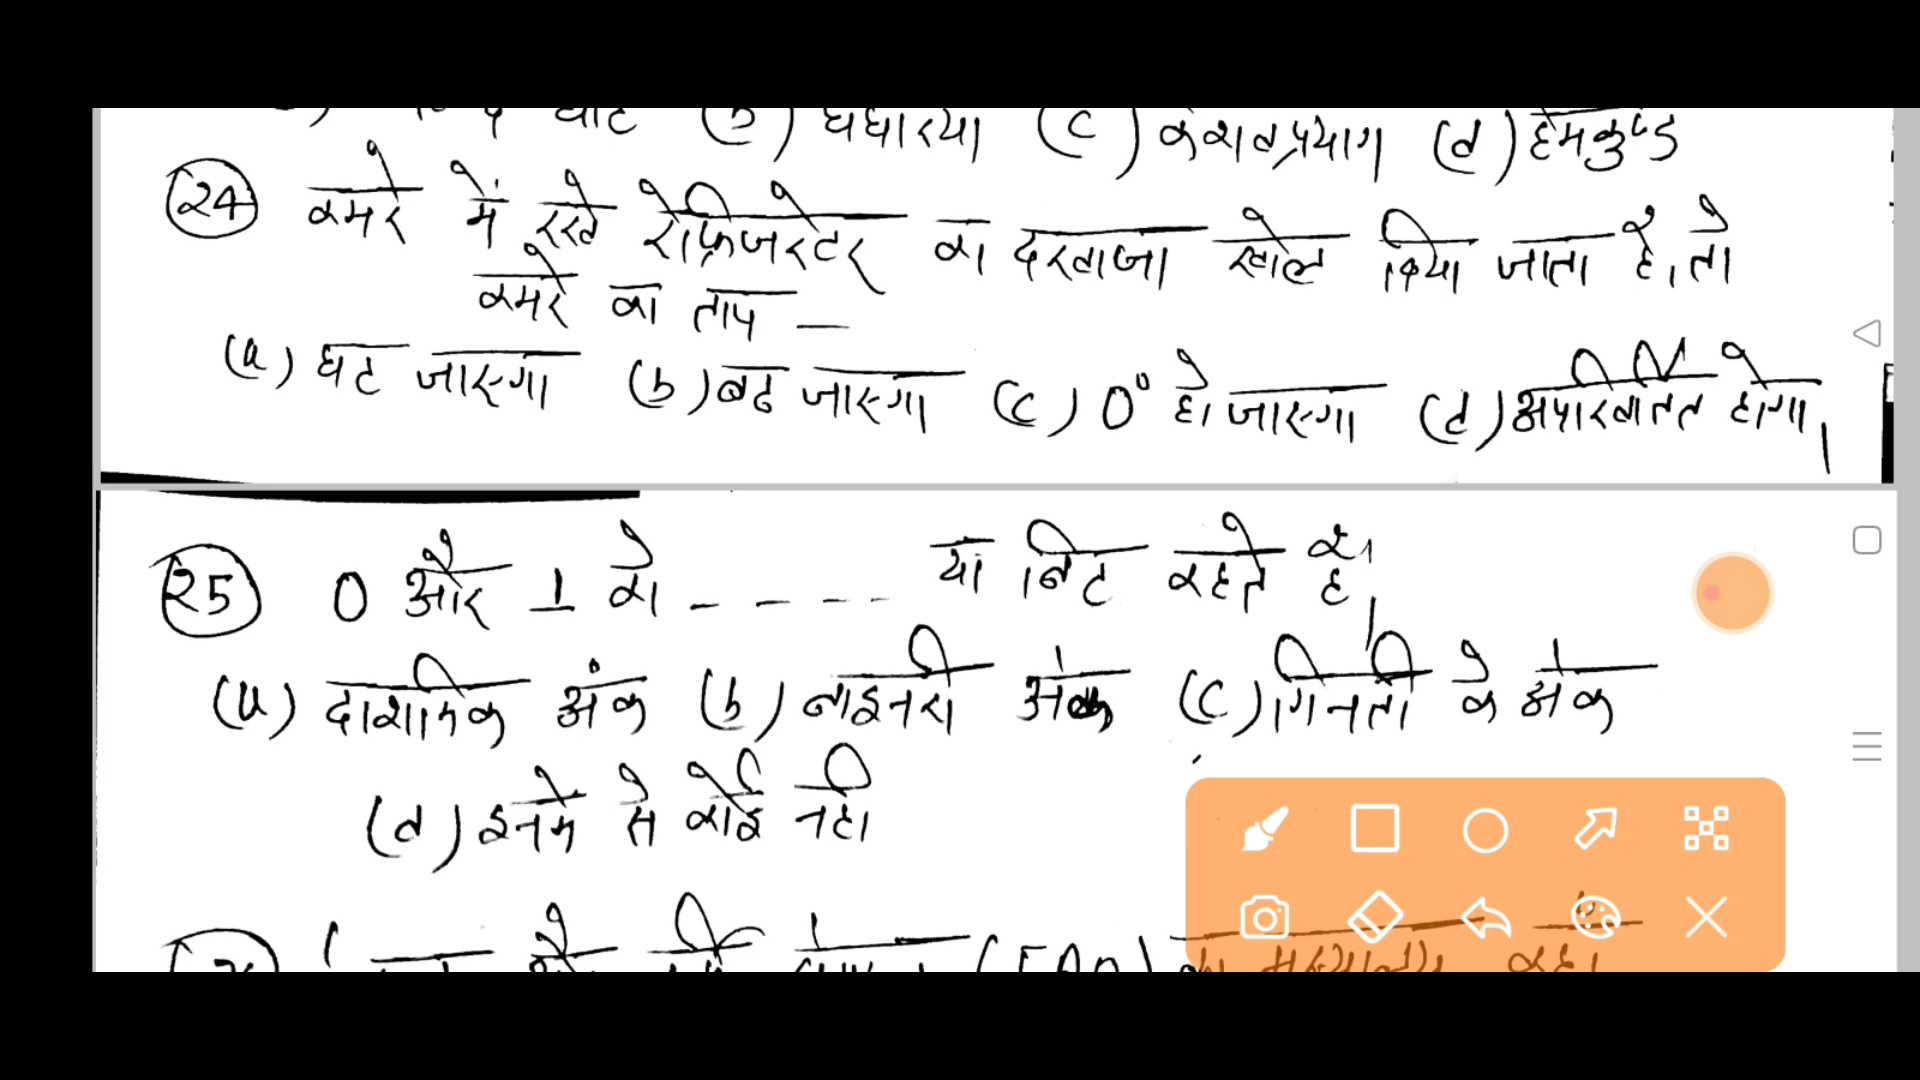 घाट (b) घंघारिया (c) केशवप्रयाग (d) हेमकुण्ड
(24) कमरे में रखे रेफ्रिजरेटर का दरवाजा खोल दिया जाता है, तो
कमरे का ताप —
(a) घट जाएगा (b) बढ जाएगा (c) 0° हो जाएगा (d) अपरिवर्तित होगा।
(25) 0 और 1 को - - - - या बिट कहते है।
(a) दाशमिक अंक (b) बाइनरी अंक (c) गिनती के अंक
(d) इनमे से कोई नही